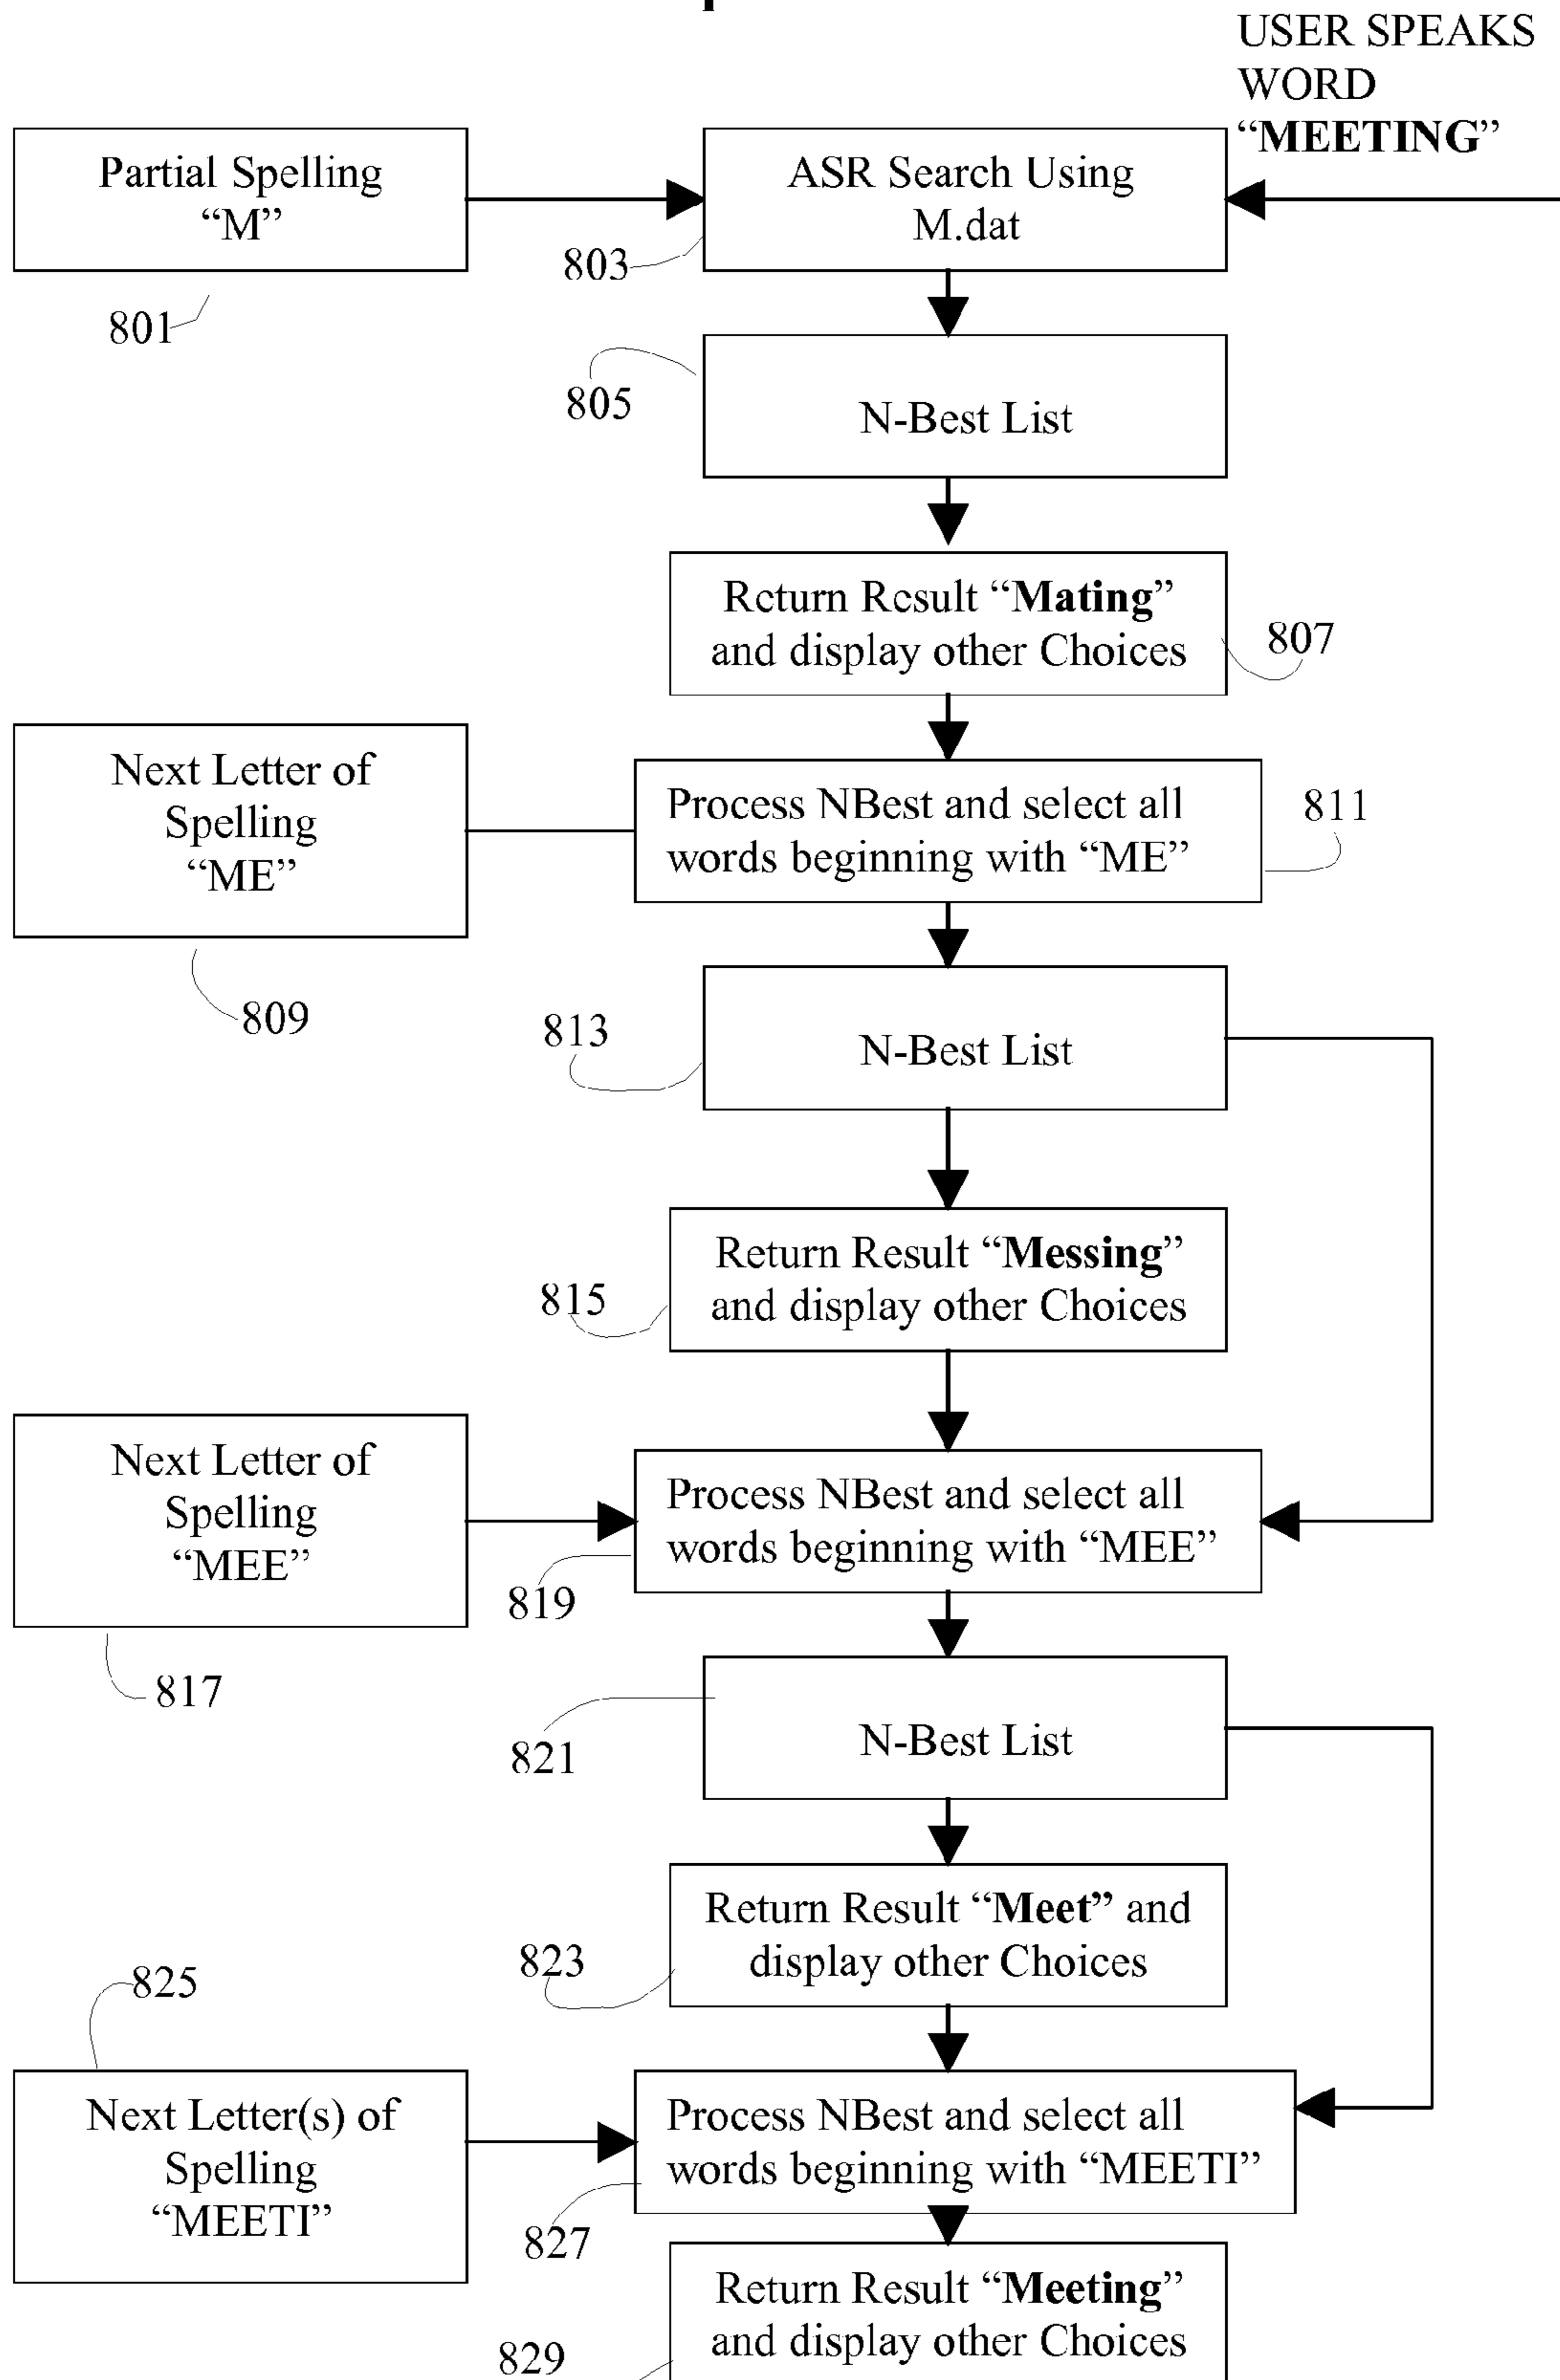 USER SPEAKS
WORD
“MEETING”
Partial Spelling
“M”
801
ASR Search Using
M.dat
803
N-Best List
805
Return Result “Mating”
and display other Choices
807
Next Letter of
Spelling
“ME”
809
Process NBest and select all
words beginning with “ME”
811
N-Best List
813
Return Result “Messing”
and display other Choices
815
Next Letter of
Spelling
“MEE”
817
Process NBest and select all
words beginning with “MEE”
819
N-Best List
821
Return Result “Meet” and
display other Choices
823
825
Next Letter(s) of
Spelling
“MEETI”
Process NBest and select all
words beginning with “MEETI”
827
Return Result “Meeting”
and display other Choices
829